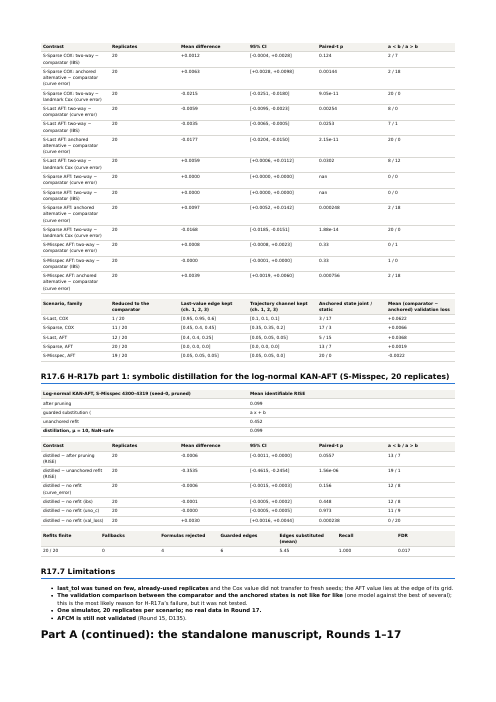 Contrast Replicates Mean difference 95% CI Paired-t p a < b / a > b
S-Sparse COX: two-way − comparator (IBS) 20 +0.0012 [-0.0004, +0.0028] 0.124 2 / 7
S-Sparse COX: anchored alternative − comparator (curve error) 20 +0.0063 [+0.0028, +0.0098] 0.00144 2 / 18
S-Sparse COX: two-way − landmark Cox (curve error) 20 -0.0215 [-0.0251, -0.0180] 9.05e-11 20 / 0
S-Last AFT: two-way − comparator (curve error) 20 -0.0059 [-0.0095, -0.0023] 0.00254 8 / 0
S-Last AFT: two-way − comparator (IBS) 20 -0.0035 [-0.0065, -0.0005] 0.0253 7 / 1
S-Last AFT: anchored alternative − comparator (curve error) 20 -0.0177 [-0.0204, -0.0150] 2.15e-11 20 / 0
S-Last AFT: two-way − landmark Cox (curve error) 20 +0.0059 [+0.0006, +0.0112] 0.0302 8 / 12
S-Sparse AFT: two-way − comparator (curve error) 20 +0.0000 [+0.0000, +0.0000] nan 0 / 0
S-Sparse AFT: two-way − comparator (IBS) 20 +0.0000 [+0.0000, +0.0000] nan 0 / 0
S-Sparse AFT: anchored alternative − comparator (curve error) 20 +0.0097 [+0.0052, +0.0142] 0.000248 2 / 18
S-Sparse AFT: two-way − landmark Cox (curve error) 20 -0.0168 [-0.0185, -0.0151] 1.88e-14 20 / 0
S-Misspec AFT: two-way − comparator (curve error) 20 +0.0008 [-0.0008, +0.0023] 0.33 0 / 1
S-Misspec AFT: two-way − comparator (IBS) 20 -0.0000 [-0.0001, +0.0000] 0.33 1 / 0
S-Misspec AFT: anchored alternative − comparator (curve error) 20 +0.0039 [+0.0019, +0.0060] 0.000756 2 / 18
Scenario, family Reduced to the comparator Last-value edge kept (ch. 1, 2, 3) Trajectory channel kept (ch. 1, 2, 3) Anchored state joint / static Mean (comparator − anchored) validation loss
S-Last, COX 1 / 20 [0.95, 0.95, 0.6] [0.1, 0.1, 0.1] 3 / 17 +0.0622
S-Sparse, COX 11 / 20 [0.45, 0.4, 0.45] [0.35, 0.35, 0.2] 17 / 3 +0.0066
S-Last, AFT 12 / 20 [0.4, 0.4, 0.25] [0.05, 0.05, 0.0] 5 / 15 +0.0368
S-Sparse, AFT 20 / 20 [0.0, 0.0, 0.0] [0.0, 0.0, 0.0] 13 / 7 +0.0019
S-Misspec, AFT 19 / 20 [0.05, 0.05, 0.05] [0.05, 0.05, 0.05] 20 / 0 -0.0022
R17.6 H-R17b part 1: symbolic distillation for the log-normal KAN-AFT (S-Misspec, 20 replicates)
Log-normal KAN-AFT, S-Misspec 4300–4319 (seed-0, pruned) Mean identifiable RISE
after pruning 0.099
guarded substitution ( a x + b
unanchored refit 0.452
distillation, μ = 10, NaN-safe 0.099
Contrast Replicates Mean difference 95% CI Paired-t p a < b / a > b
distilled − after pruning (RISE) 20 -0.0006 [-0.0011, +0.0000] 0.0557 13 / 7
distilled − unanchored refit (RISE) 20 -0.3535 [-0.4615, -0.2454] 1.56e-06 19 / 1
distilled − no refit (curve_error) 20 -0.0006 [-0.0015, +0.0003] 0.156 12 / 8
distilled − no refit (ibs) 20 -0.0001 [-0.0005, +0.0002] 0.448 12 / 8
distilled − no refit (uno_c) 20 -0.0000 [-0.0005, +0.0005] 0.973 11 / 9
distilled − no refit (val_loss) 20 +0.0030 [+0.0016, +0.0044] 0.000238 0 / 20
Refits finite Fallbacks Formulas rejected Guarded edges Edges substituted (mean) Recall FDR
20 / 20 0 4 6 5.45 1.000 0.017
R17.7 Limitations
• last_tol was tuned on few, already-used replicates and the Cox value did not transfer to fresh seeds; the AFT value lies at the edge of its grid.
• The validation comparison between the comparator and the anchored states is not like for like (one model against the best of several);
this is the most likely reason for H-R17a's failure, but it was not tested.
• One simulator, 20 replicates per scenario; no real data in Round 17.
• AFCM is still not validated (Round 15, D135).
Part A (continued): the standalone manuscript, Rounds 1–17